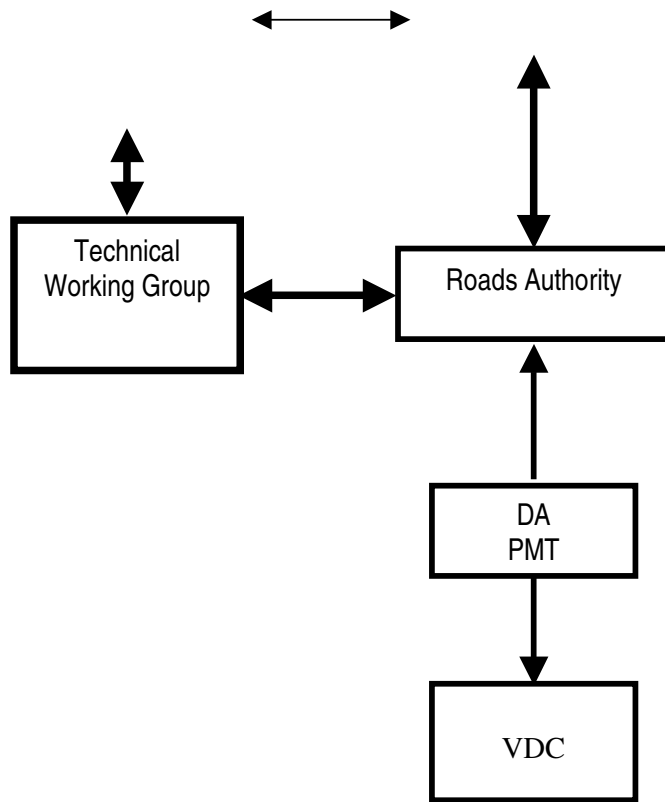 Technical
Working Group
Roads Authority
DA
PMT
VDC